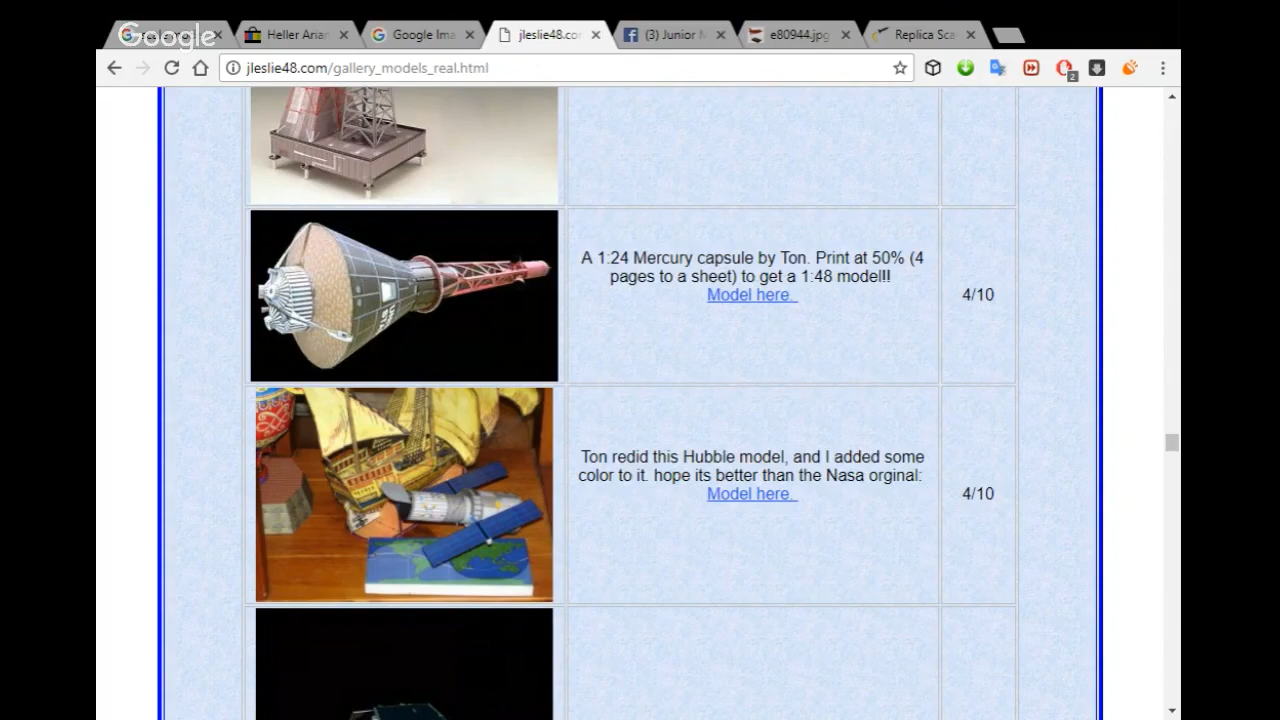 Google
Heller Arian
Google Ima
jleslie48.com
(3) Junior M
e80944.jpg
Replica Sca
jleslie48.com/gallery_models_real.html
2
A 1:24 Mercury capsule by Ton. Print at 50% (4
pages to a sheet) to get a 1:48 model!!
Model here.
4/10
Ton redid this Hubble model, and I added some
color to it. hope its better than the Nasa orginal:
Model here.
4/10